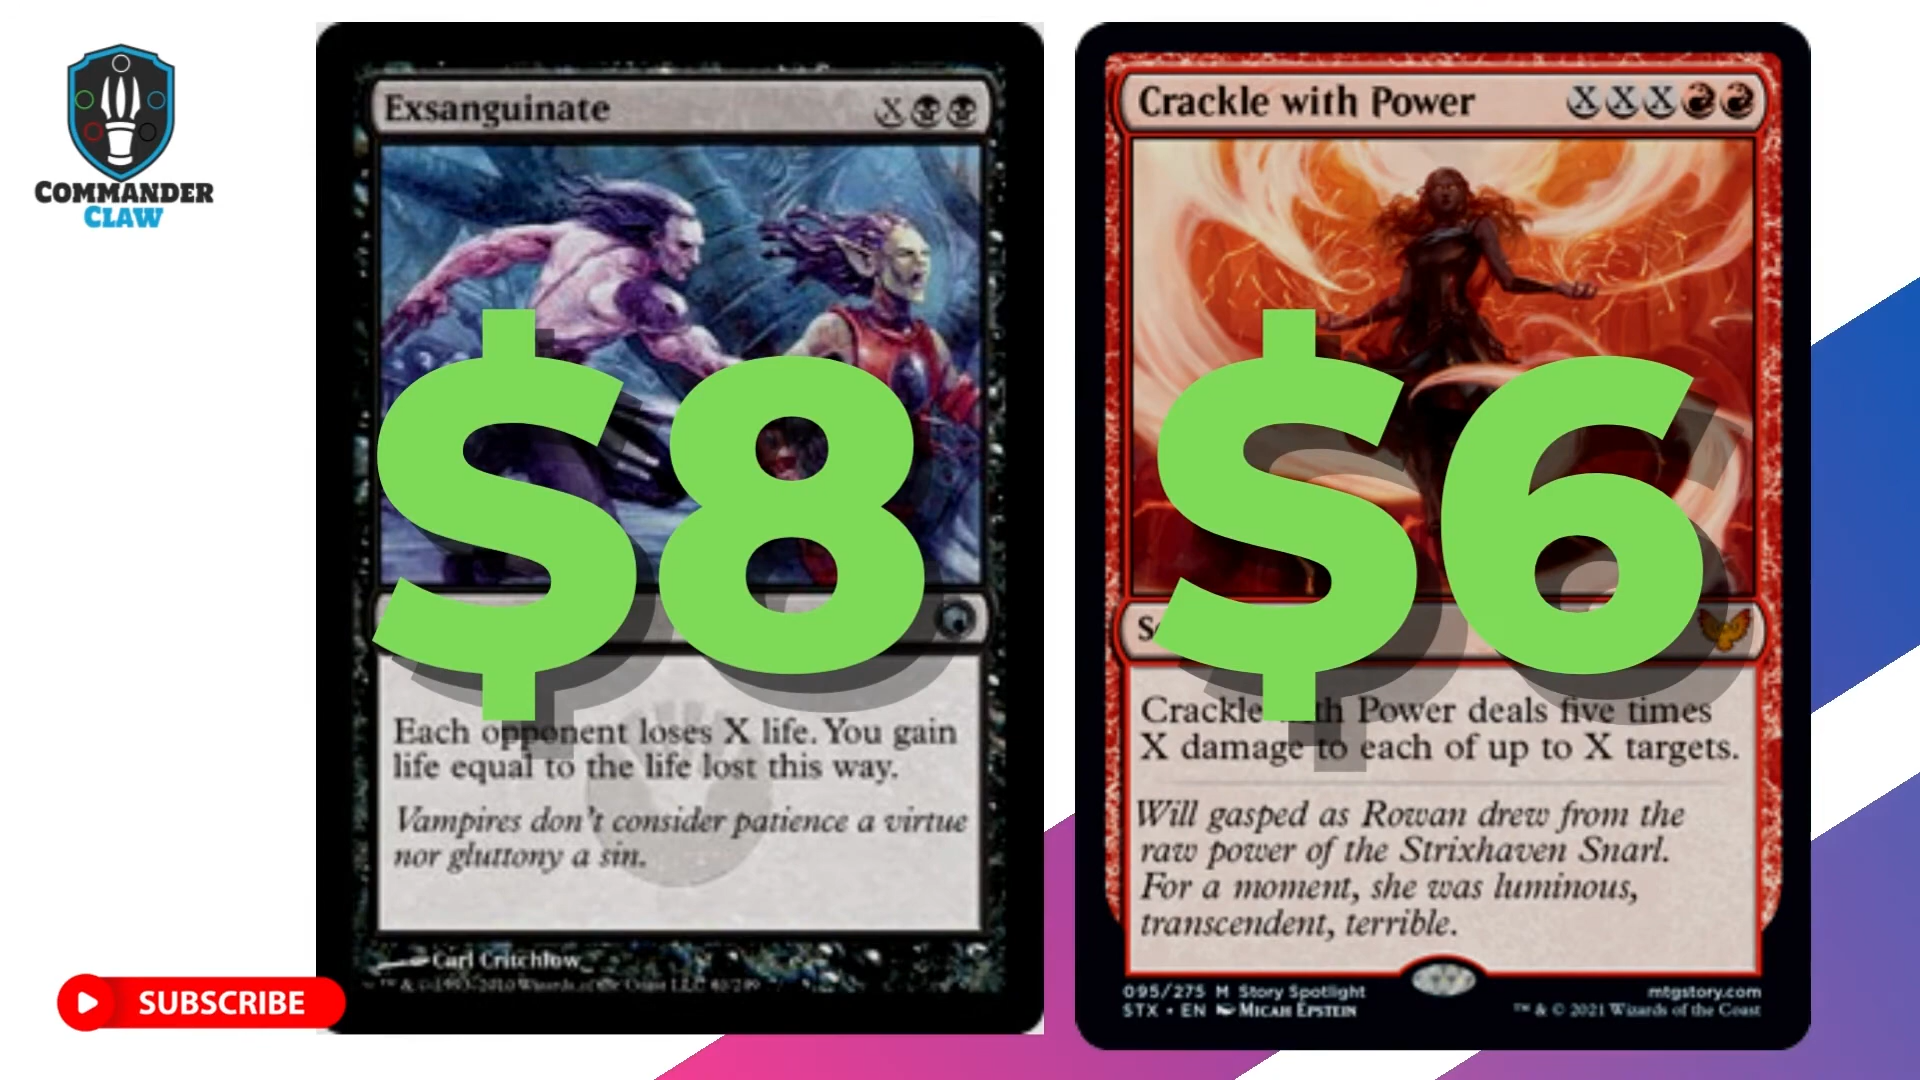 COMMANDER
CLAW
SUBSCRIBE
Exsanguinate X
$8
Each opponent loses X life. You gain
life equal to the life lost this way.
Vampires don't consider patience a virtue
nor gluttony a sin.
Carl Critchlow
Crackle with Power XXX
$6
Crackle with Power deals five times
X damage to each of up to X targets.
Will gasped as Rowan drew from the
raw power of the Strixhaven Snarl.
For a moment, she was luminous,
transcendent, terrible.
095/275 M Story Spotlight
STX • EN MICAH EPSTEIN
mtgstory.com
™ & © 2021 Wizards of the Coast